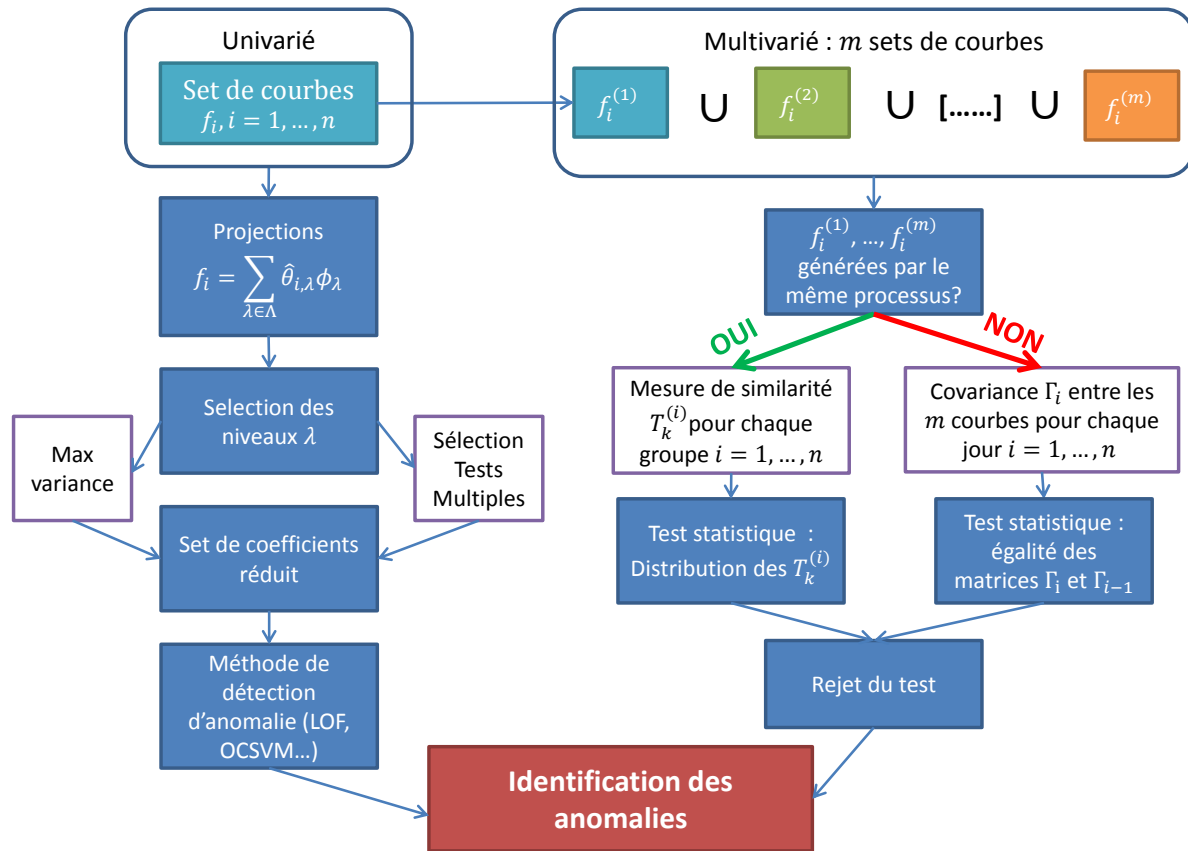 Univarié
Set de courbes
f_i, i = 1, …, n
Multivarié : m sets de courbes
f_i^{(1)} ∪ f_i^{(2)} ∪ [……] ∪ f_i^{(m)}
Projections
f_i = ∑_{λ∈Λ} θ̂_{i,λ} ϕ_λ
Selection des
niveaux λ
Max
variance
Sélection
Tests
Multiples
Set de coefficients
réduit
Méthode de
détection
d’anomalie (LOF,
OCSVM…)
f_i^{(1)}, …, f_i^{(m)}
générées par le
même processus?
OUI
NON
Mesure de similarité
T_k^{(i)} pour chaque
groupe i = 1, …, n
Covariance Γ_i entre les
m courbes pour chaque
jour i = 1, …, n
Test statistique :
Distribution des T_k^{(i)}
Test statistique :
égalité des
matrices Γ_i et Γ_{i−1}
Rejet du test
Identification des
anomalies